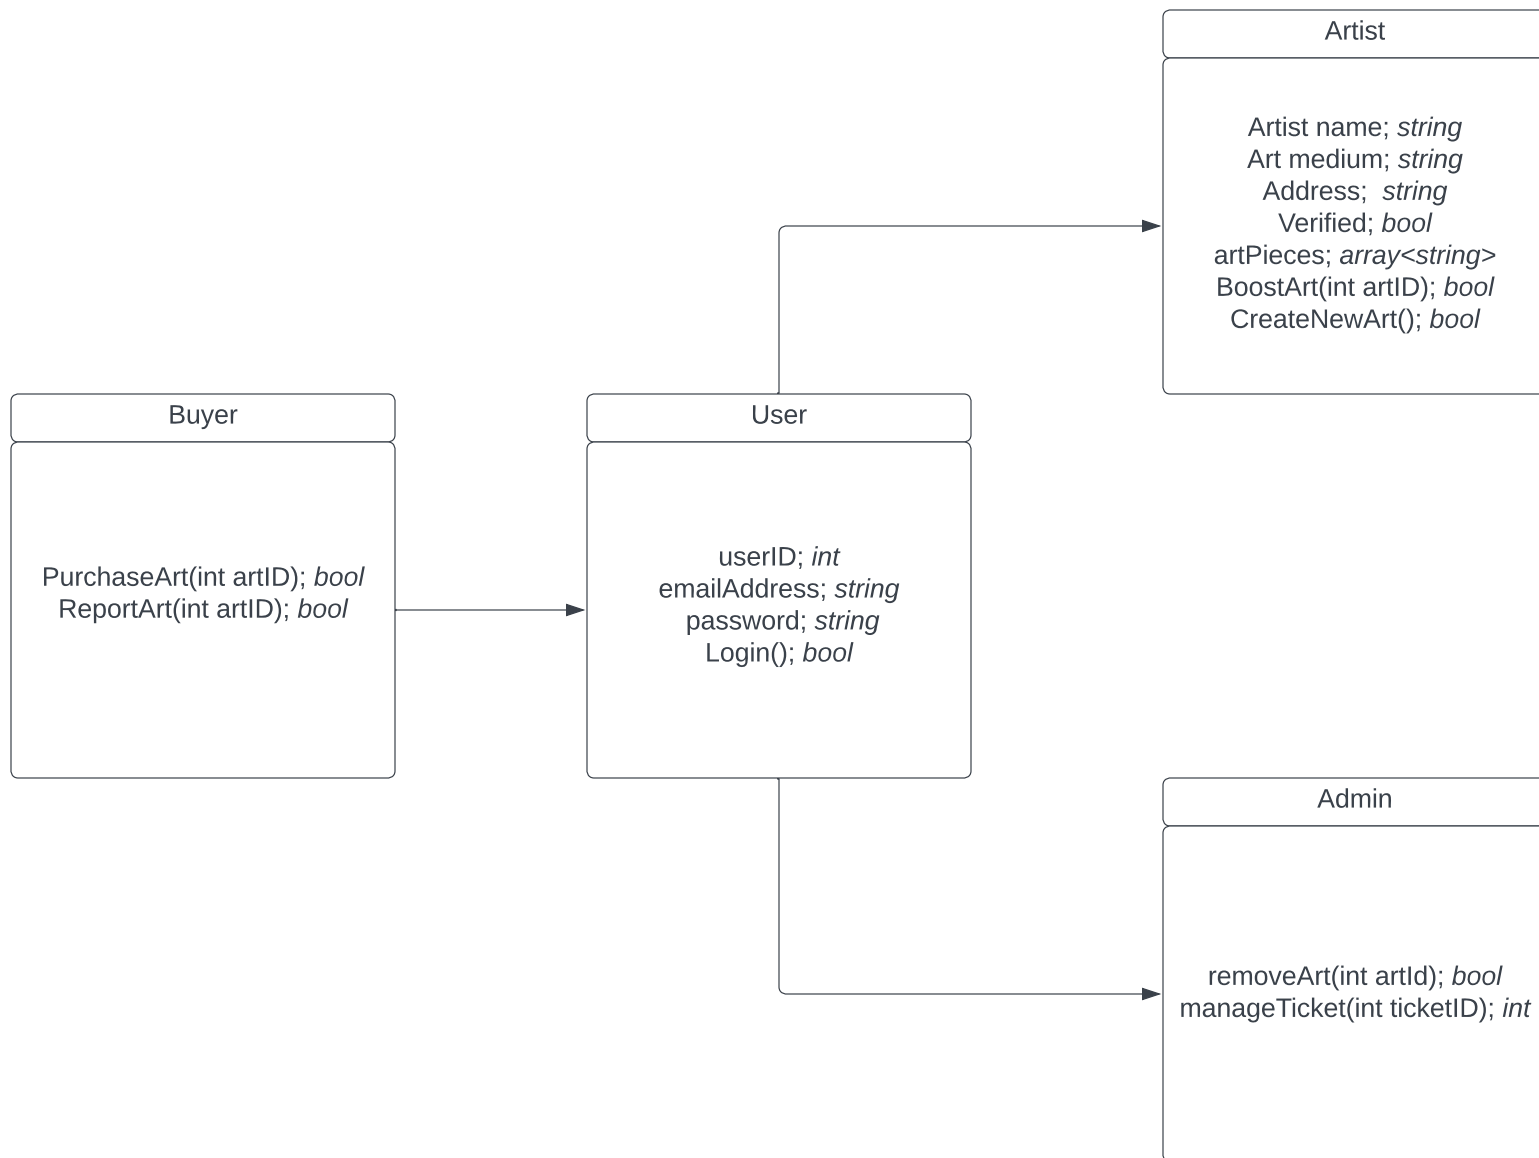 Artist
Artist name; string
Art medium; string
Address;  string
Verified; bool
artPieces; array<string>
BoostArt(int artID); bool
CreateNewArt(); bool
Buyer
PurchaseArt(int artID); bool
ReportArt(int artID); bool
User
userID; int
emailAddress; string
password; string
Login(); bool
Admin
removeArt(int artId); bool
manageTicket(int ticketID); int